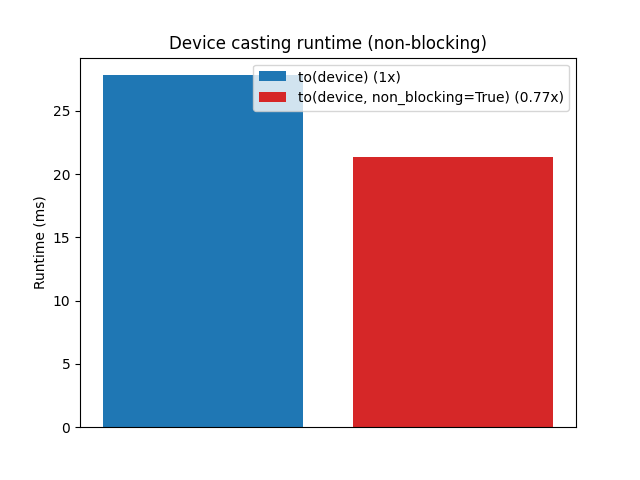 Device casting runtime (non-blocking)
to(device) (1x)
to(device, non_blocking=True) (0.77x)
Runtime (ms)
25
20
15
10
5
0